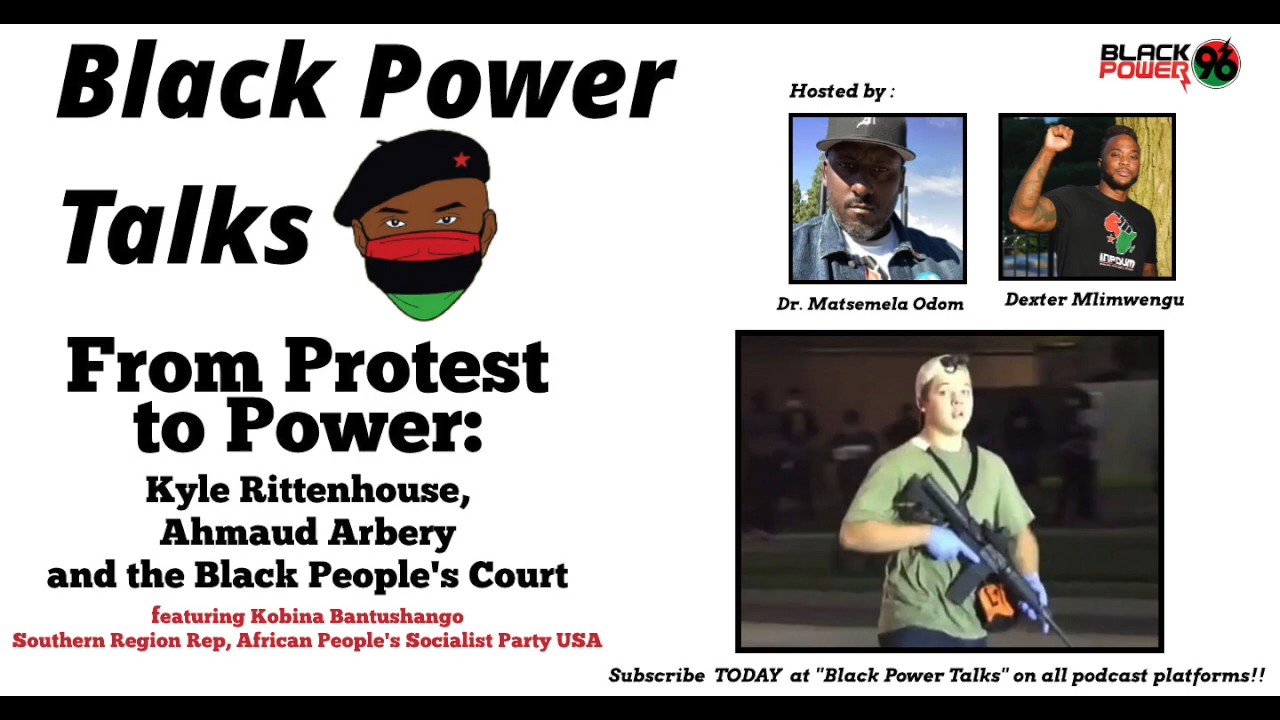 Black Power
Talks
From Protest
to Power:
Kyle Rittenhouse,
Ahmaud Arbery
and the Black People's Court
featuring Kobina Bantushango
Southern Region Rep, African People's Socialist Party USA
BLACK
POWER 96
Hosted by :
Dr. Matsemela Odom
Dexter Mlimwengu
INPDUM
Subscribe TODAY at "Black Power Talks" on all podcast platforms!!